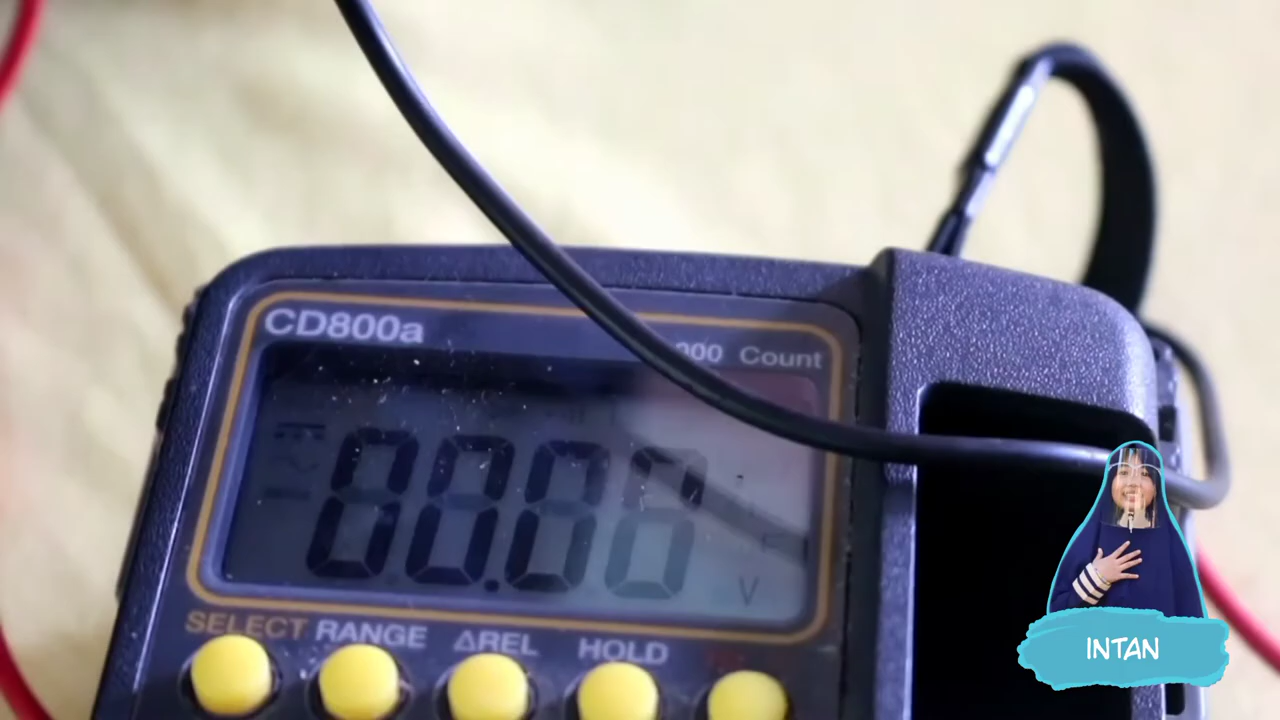 CD800a
Count
00.00
V
SELECT RANGE ΔREL HOLD
INTAN